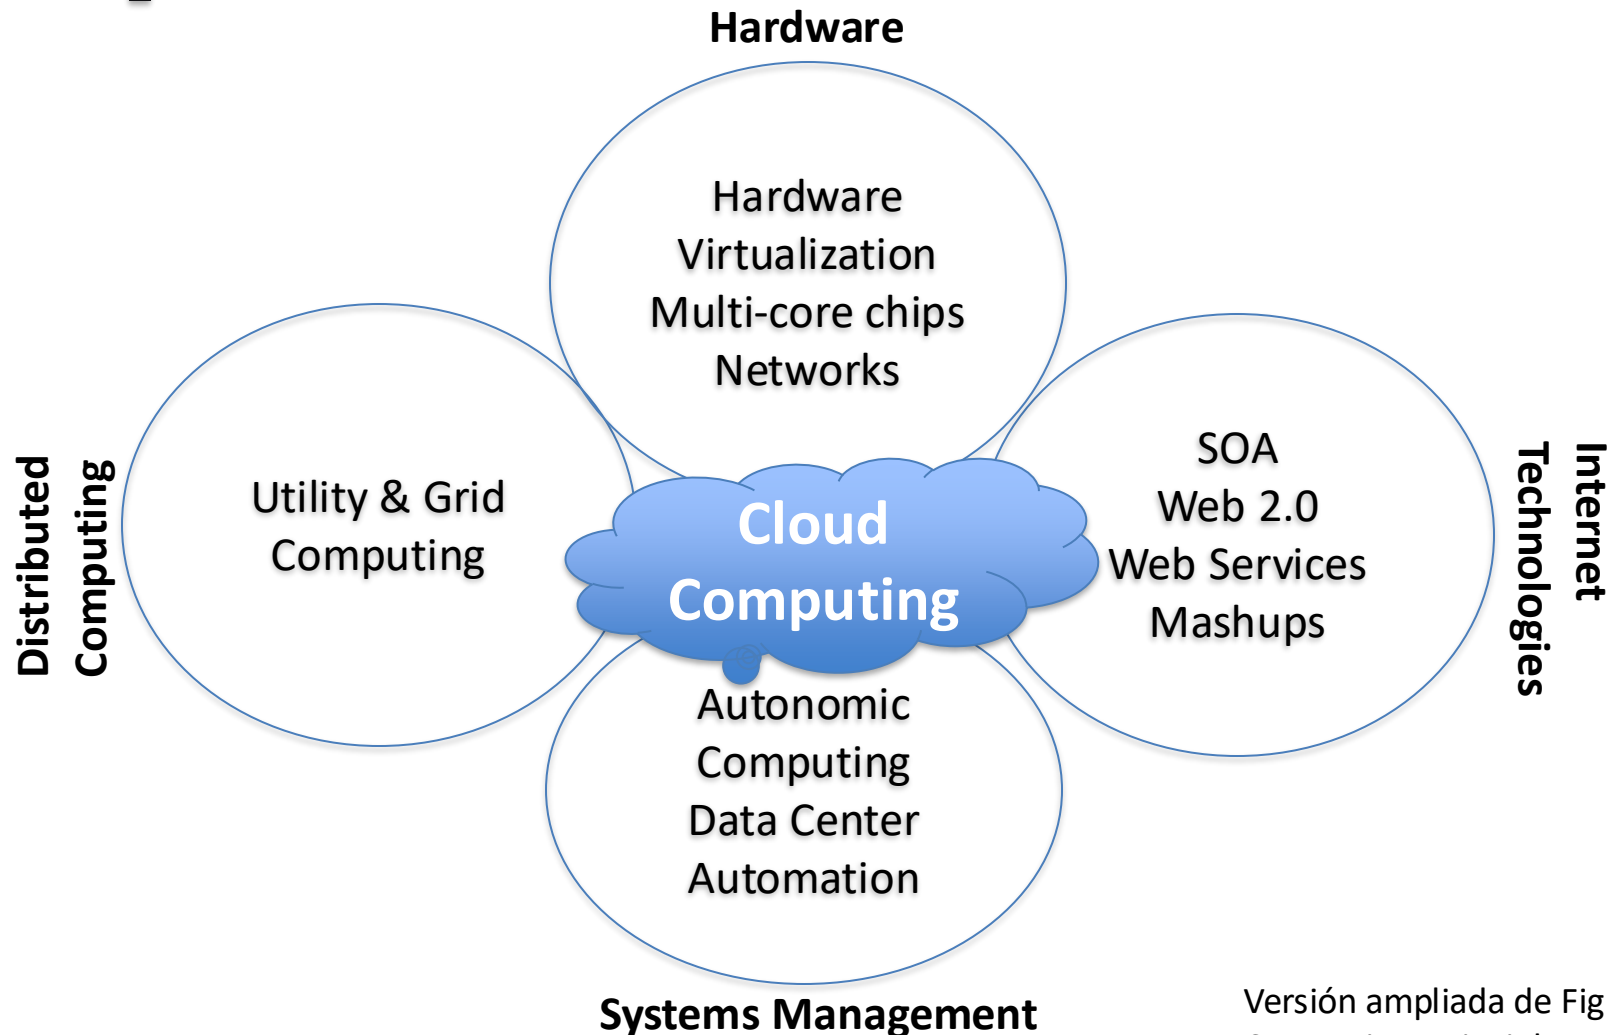 Hardware
Hardware
Virtualization
Multi-core chips
Networks
Distributed
Computing
Utility & Grid
Computing
Cloud
Computing
SOA
Web 2.0
Web Services
Mashups
Internet
Technologies
Autonomic
Computing
Data Center
Automation
Systems Management
Versión ampliada de Fig